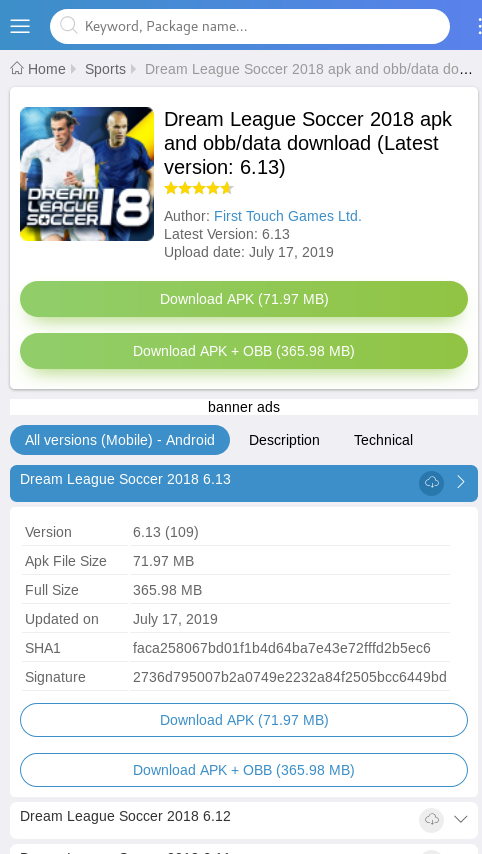 Keyword, Package name...
Home Sports Dream League Soccer 2018 apk and obb/data do...
DREAM
LEAGUE
SOCCER 18
Dream League Soccer 2018 apk
and obb/data download (Latest
version: 6.13)
Author: First Touch Games Ltd.
Latest Version: 6.13
Upload date: July 17, 2019
Download APK (71.97 MB)
Download APK + OBB (365.98 MB)
banner ads
All versions (Mobile) - Android Description Technical
Dream League Soccer 2018 6.13
Version 6.13 (109)
Apk File Size 71.97 MB
Full Size 365.98 MB
Updated on July 17, 2019
SHA1 faca258067bd01f1b4d64ba7e43e72fffd2b5ec6
Signature 2736d795007b2a0749e2232a84f2505bcc6449bd
Download APK (71.97 MB)
Download APK + OBB (365.98 MB)
Dream League Soccer 2018 6.12